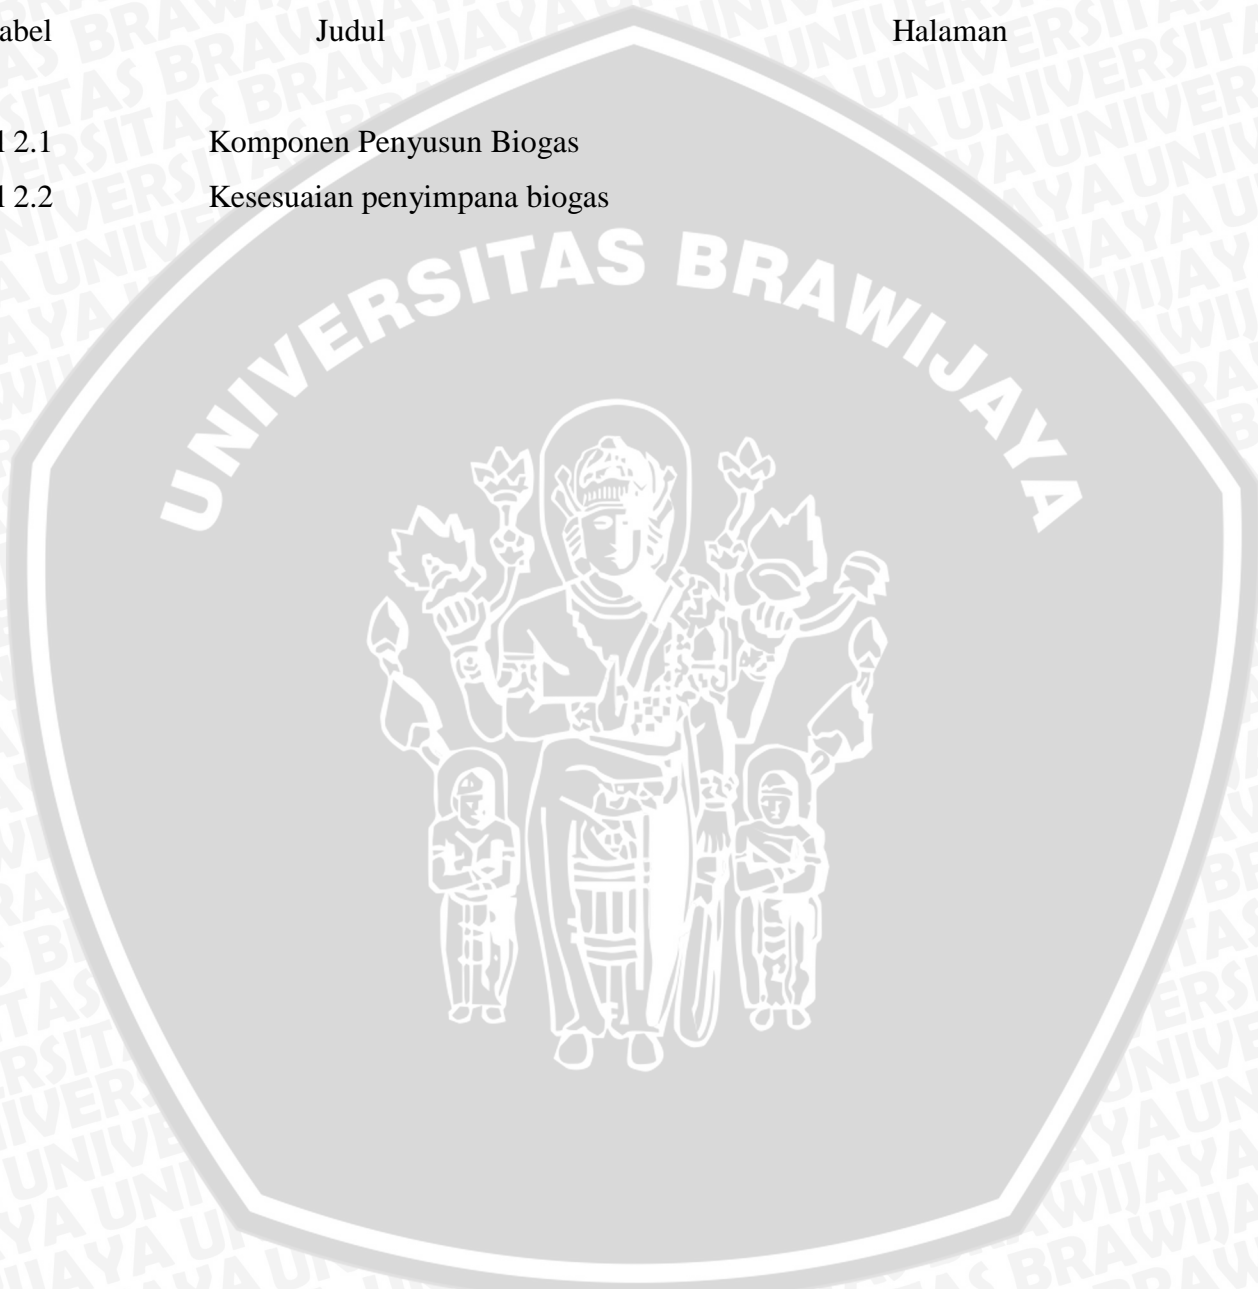 abel Judul Halaman
l 2.1 Komponen Penyusun Biogas
l 2.2 Kesesuaian penyimpana biogas
UNIVERSITAS BRAWIJAYA